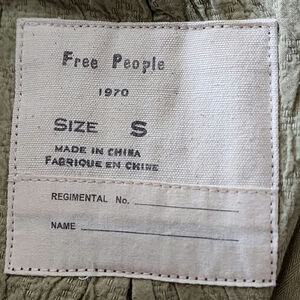 Free People
1970
SIZE S
MADE IN CHINA
FABRIQUE EN CHINE
REGIMENTAL No.
NAME